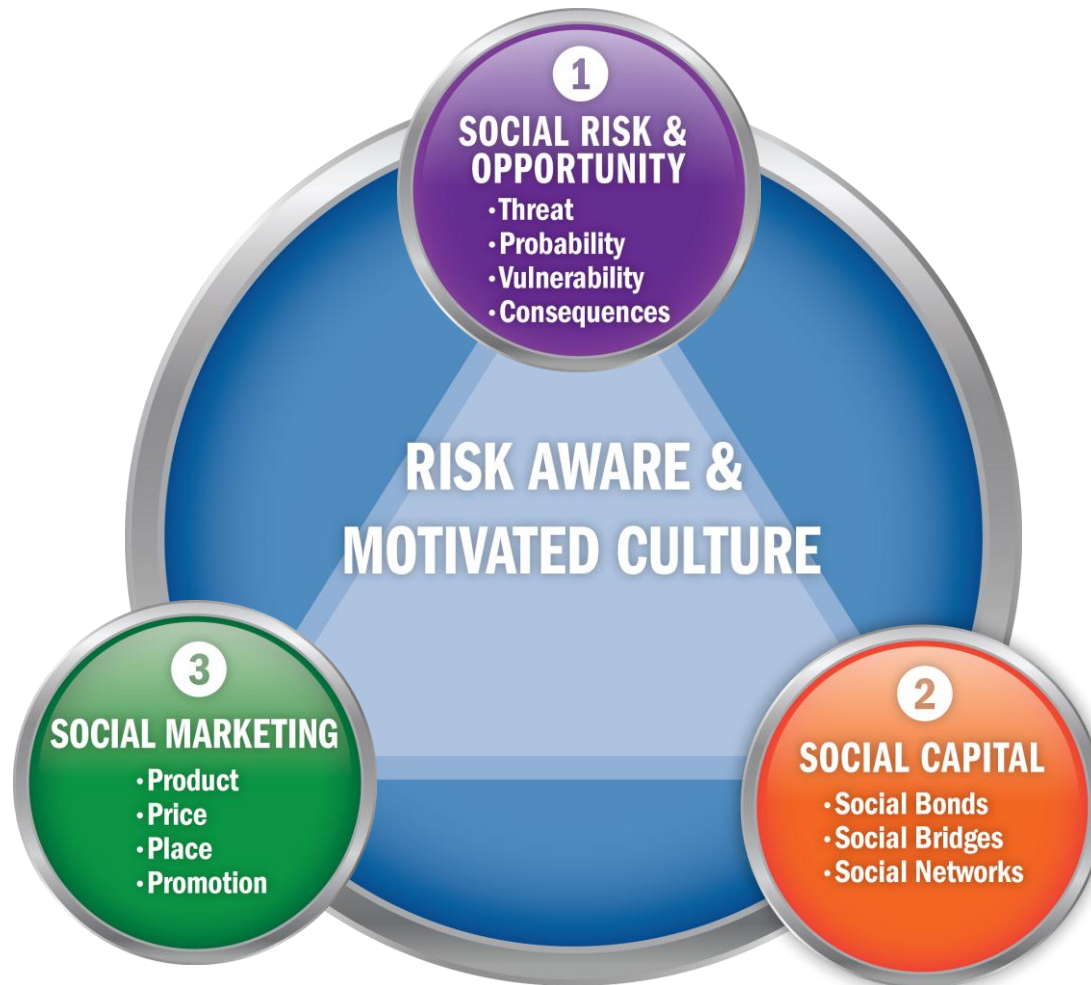 1
SOCIAL RISK &
OPPORTUNITY
·Threat
·Probability
·Vulnerability
·Consequences
RISK AWARE &
MOTIVATED CULTURE
3
SOCIAL MARKETING
·Product
·Price
·Place
·Promotion
2
SOCIAL CAPITAL
·Social Bonds
·Social Bridges
·Social Networks